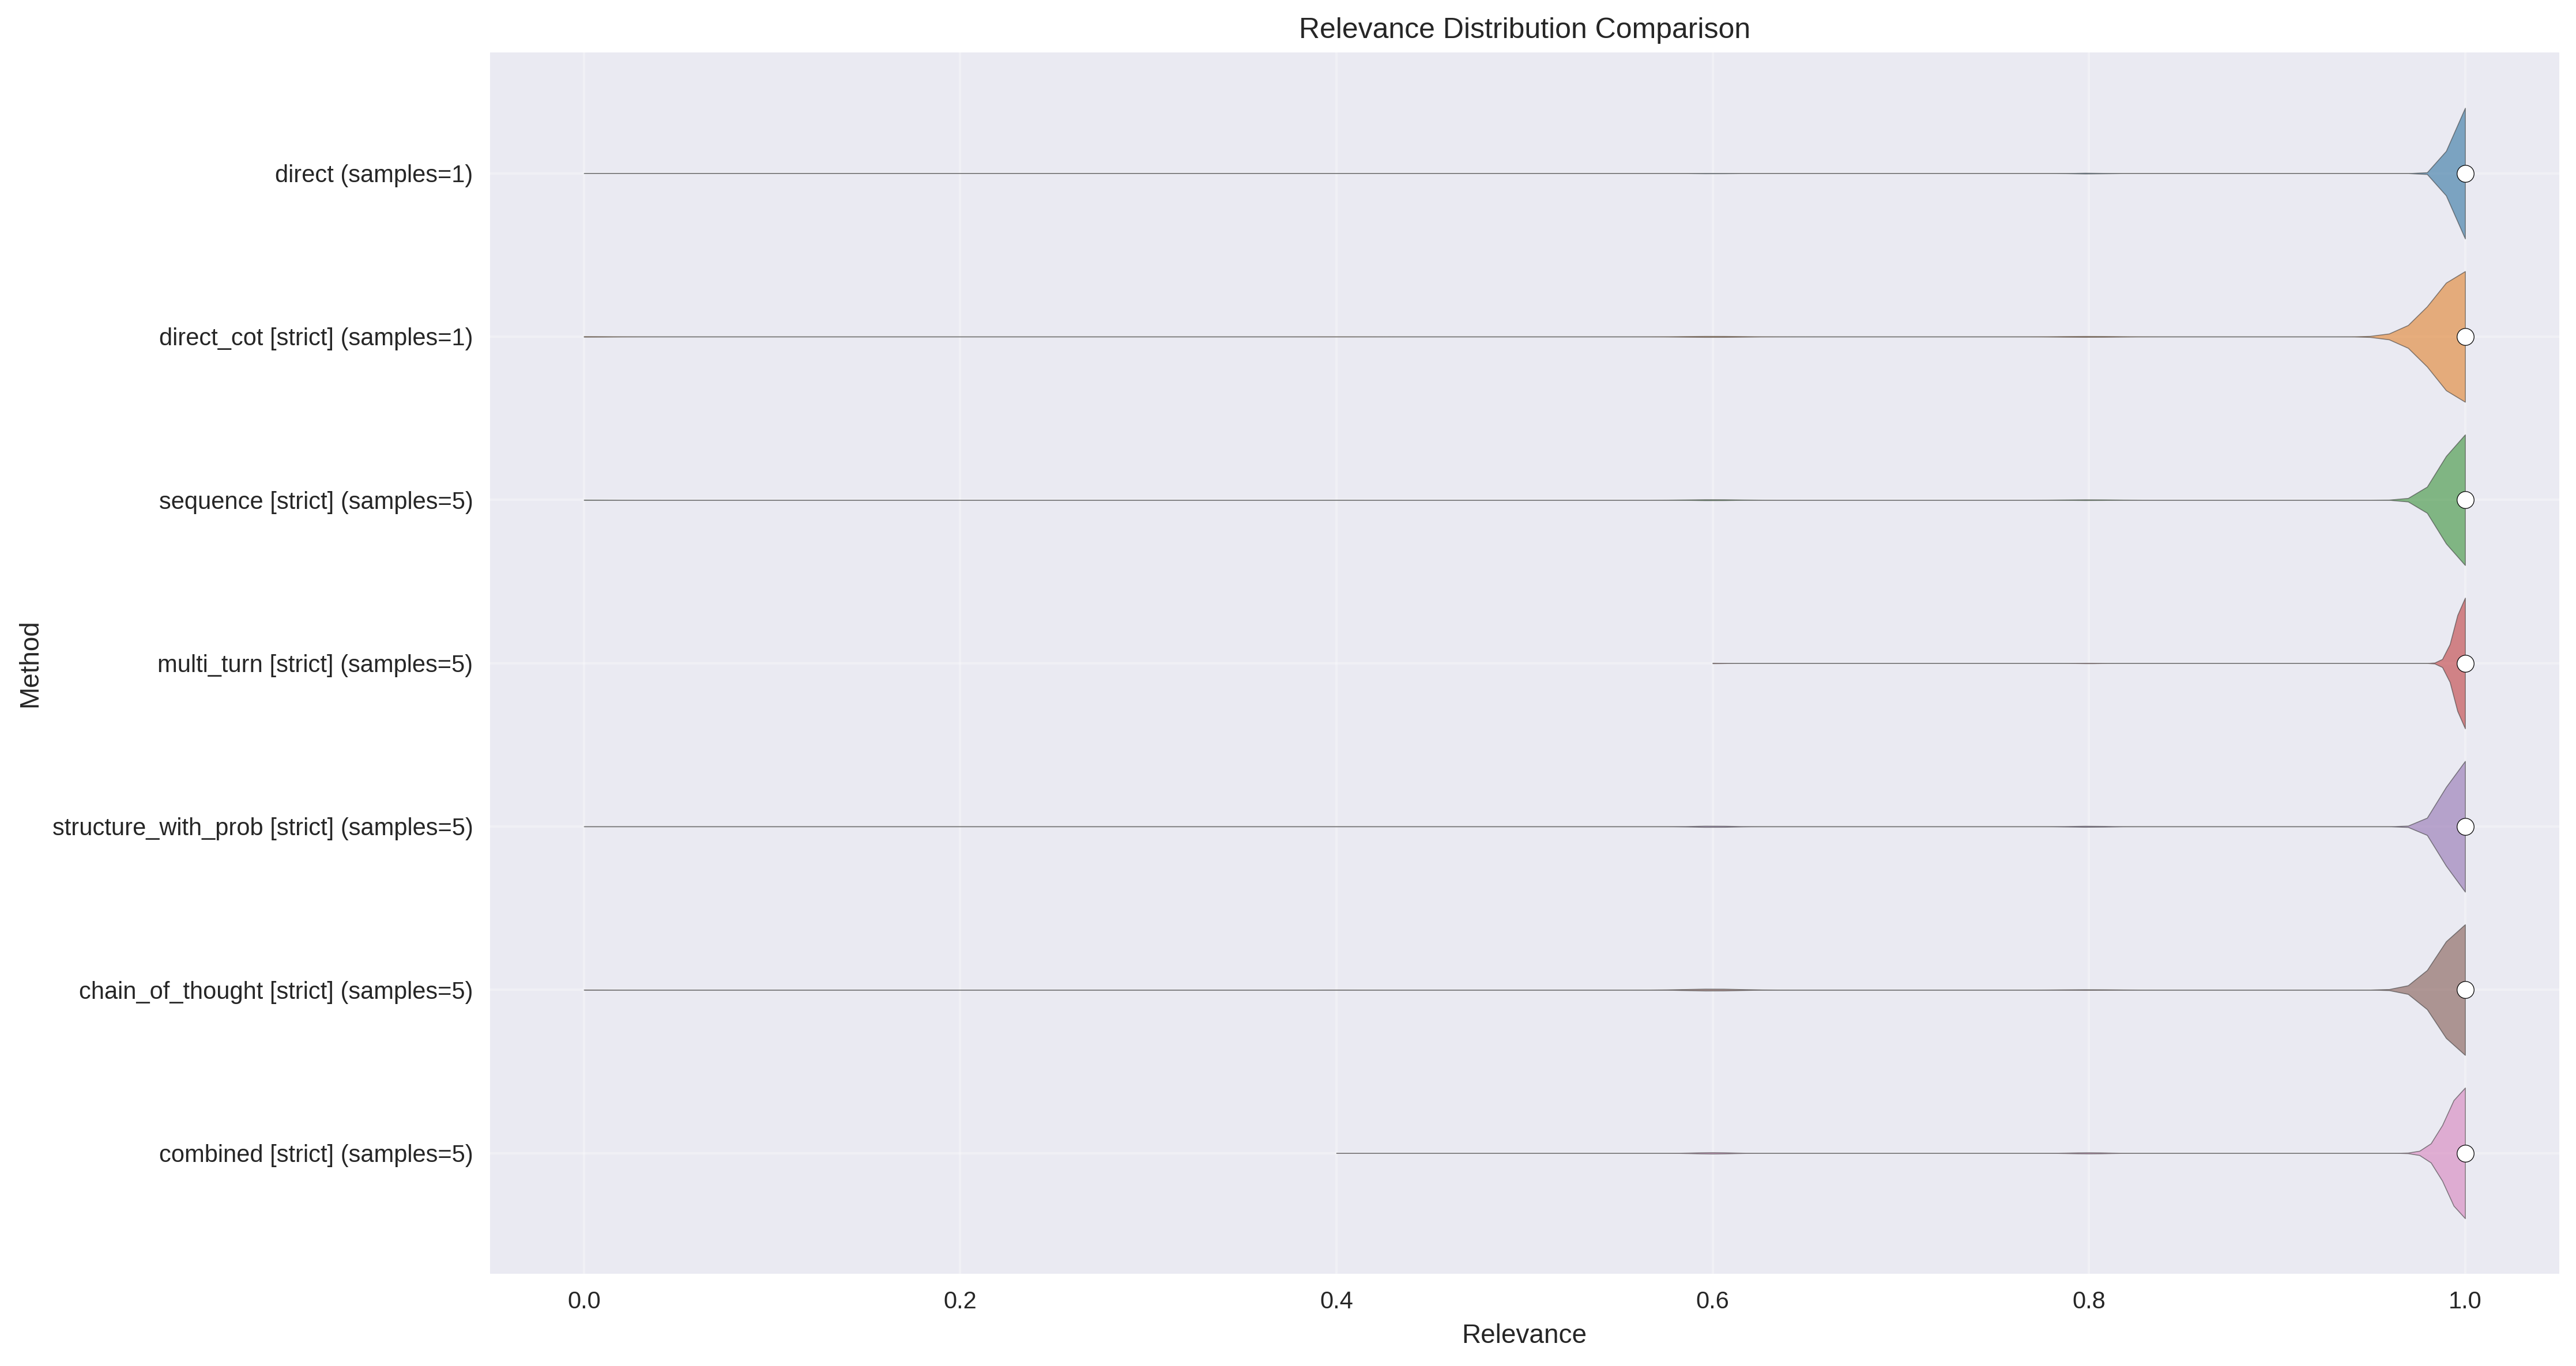 Relevance Distribution Comparison
direct (samples=1)
direct_cot [strict] (samples=1)
sequence [strict] (samples=5)
multi_turn [strict] (samples=5)
structure_with_prob [strict] (samples=5)
chain_of_thought [strict] (samples=5)
combined [strict] (samples=5)
Method
0.0 0.2 0.4 0.6 0.8 1.0
Relevance